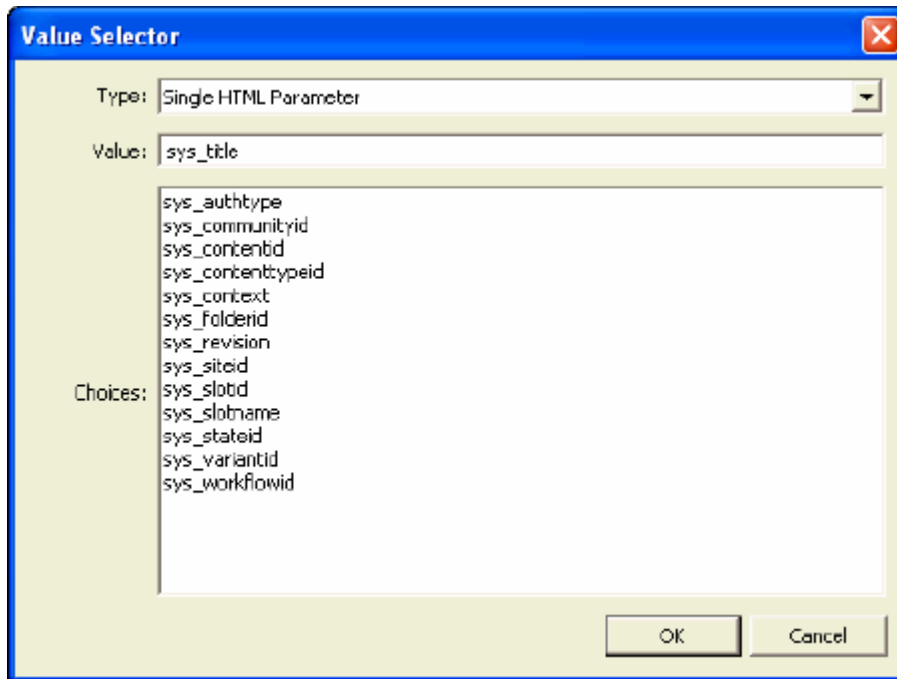 Value Selector
Type: Single HTML Parameter
Value: sys_title
Choices:
sys_authtype
sys_communityid
sys_contentid
sys_contenttypeid
sys_context
sys_folderid
sys_revision
sys_siteid
sys_slotid
sys_slotname
sys_stateid
sys_variantid
sys_workflowid
OK Cancel